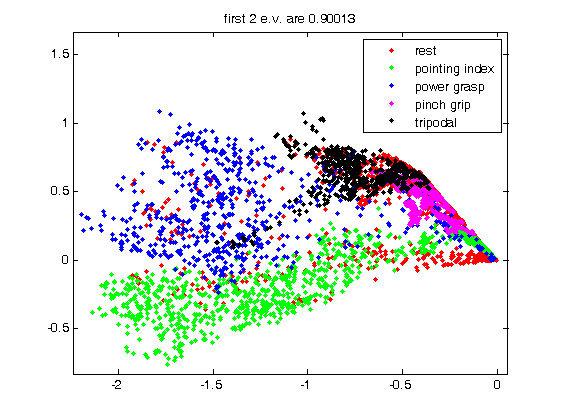 first 2 e.v. are 0.90013
1.5
rest
pointing index
power grasp
pinch grip
tripodal
1
0.5
0
-0.5
-2 -1.5 -1 -0.5 0